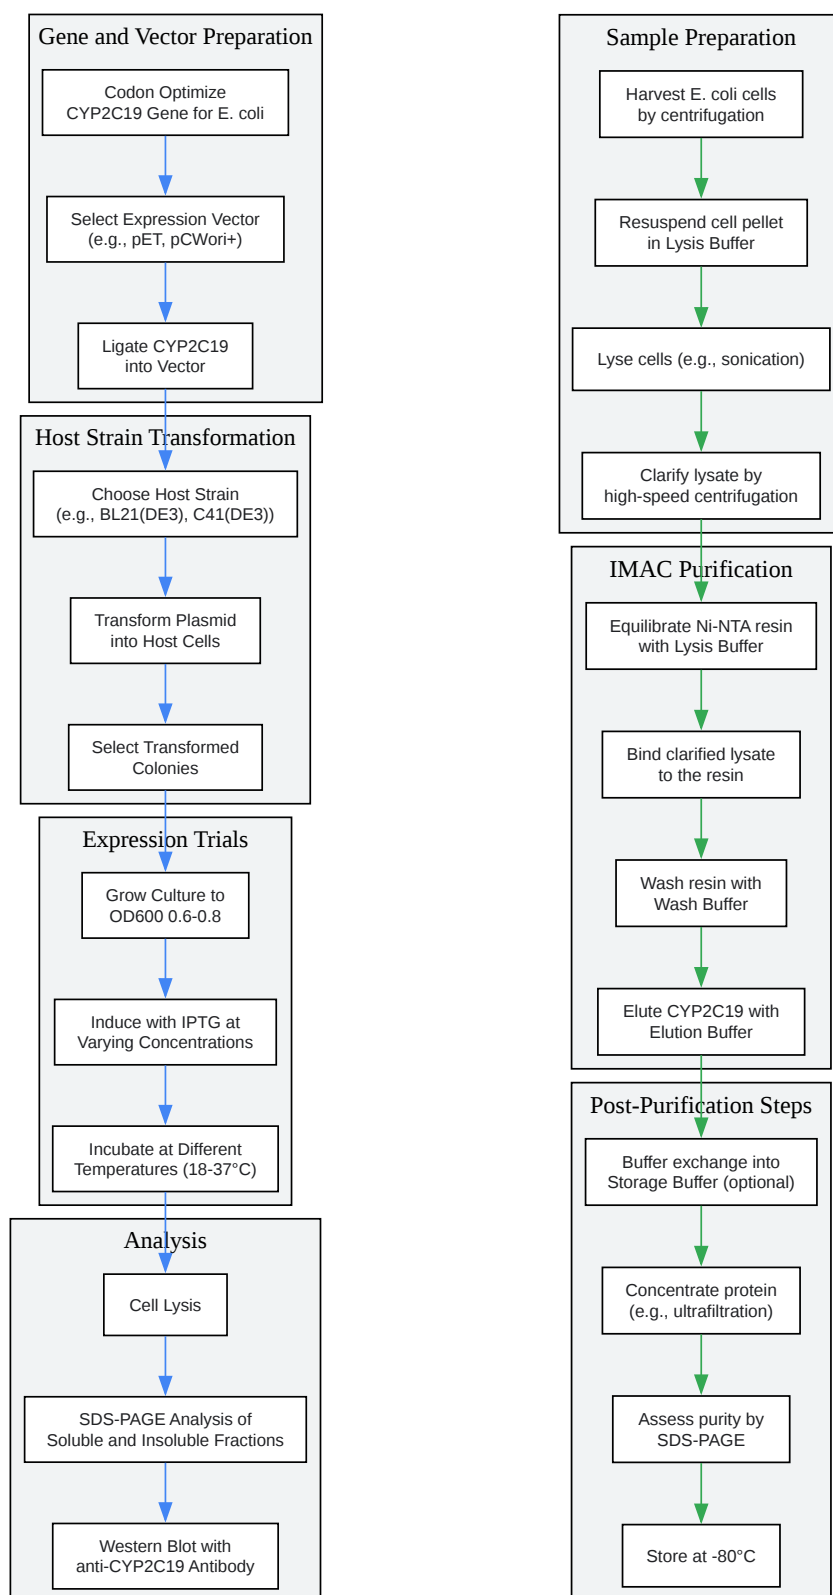 Gene and Vector Preparation
Codon Optimize
CYP2C19 Gene for E. coli
Select Expression Vector
(e.g., pET, pCWori+)
Ligate CYP2C19
into Vector
Host Strain Transformation
Choose Host Strain
(e.g., BL21(DE3), C41(DE3))
Transform Plasmid
into Host Cells
Select Transformed
Colonies
Expression Trials
Grow Culture to
OD600 0.6-0.8
Induce with IPTG at
Varying Concentrations
Incubate at Different
Temperatures (18-37°C)
Analysis
Cell Lysis
SDS-PAGE Analysis of
Soluble and Insoluble Fractions
Western Blot with
anti-CYP2C19 Antibody
Sample Preparation
Harvest E. coli cells
by centrifugation
Resuspend cell pellet
in Lysis Buffer
Lyse cells (e.g., sonication)
Clarify lysate by
high-speed centrifugation
IMAC Purification
Equilibrate Ni-NTA resin
with Lysis Buffer
Bind clarified lysate
to the resin
Wash resin with
Wash Buffer
Elute CYP2C19 with
Elution Buffer
Post-Purification Steps
Buffer exchange into
Storage Buffer (optional)
Concentrate protein
(e.g., ultrafiltration)
Assess purity by
SDS-PAGE
Store at -80°C